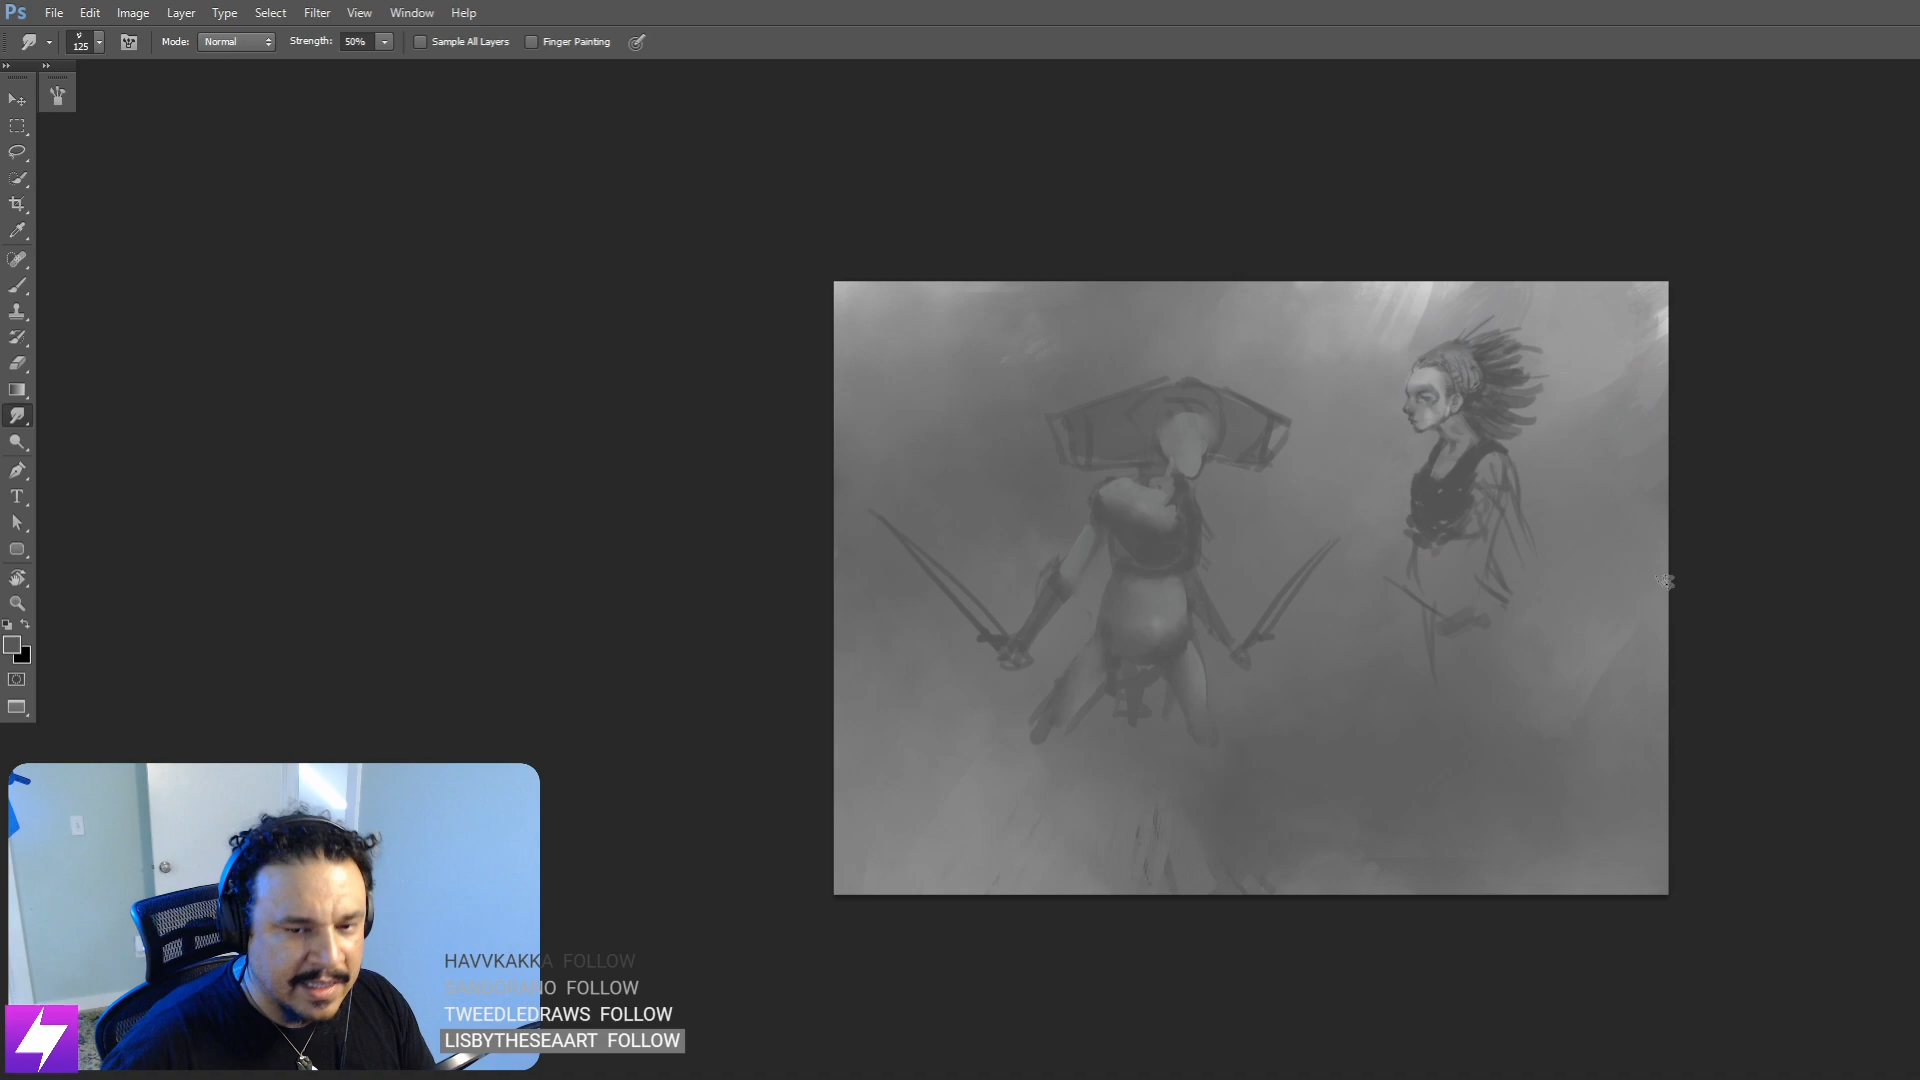 Ps File Edit Image Layer Type Select Filter View Window Help
125 Mode: Normal Strength: 50% Sample All Layers Finger Painting
T
HAVVKAKKA FOLLOW
FOLLOW
TWEEDLEDRAWS FOLLOW
LISBYTHESEAART FOLLOW